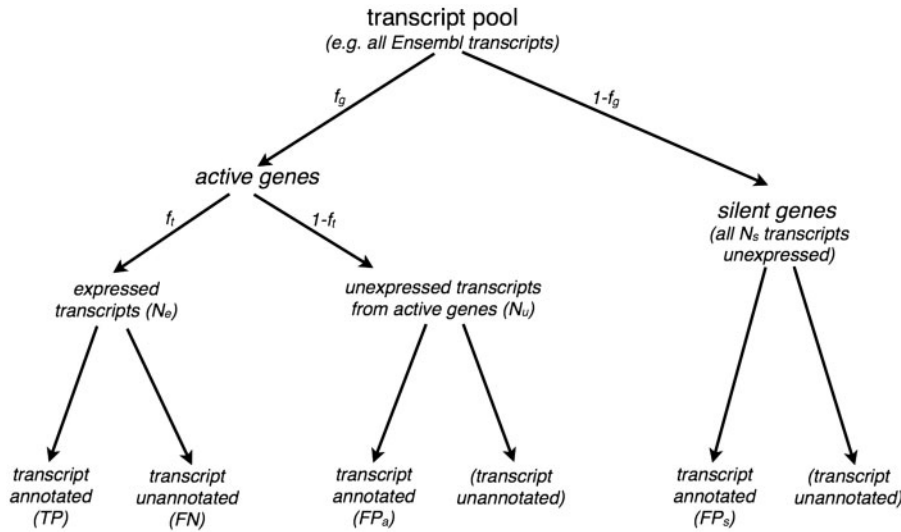 transcript pool
(e.g. all Ensembl transcripts)
f_g
1-f_g
active genes
silent genes
(all N_s transcripts
unexpressed)
f_t
1-f_t
expressed
transcripts (N_e)
unexpressed transcripts
from active genes (N_u)
transcript
annotated
(TP)
transcript
unannotated
(FN)
transcript
annotated
(FP_a)
(transcript
unannotated)
transcript
annotated
(FP_s)
(transcript
unannotated)